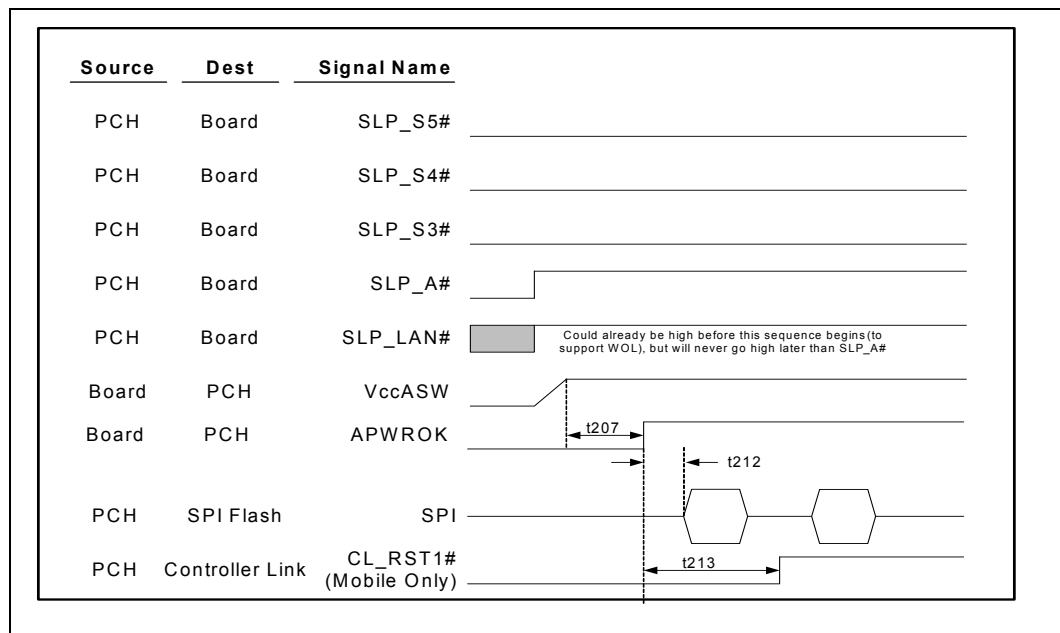 Source Dest Signal Name
PCH Board SLP_S5#
PCH Board SLP_S4#
PCH Board SLP_S3#
PCH Board SLP_A#
PCH Board SLP_LAN# Could already be high before this sequence begins(to
support WOL), but will never go high later than SLP_A#
Board PCH VccASW
Board PCH APWROK t207
t212
PCH SPI Flash SPI
PCH Controller Link CL_RST1# t213
(Mobile Only)